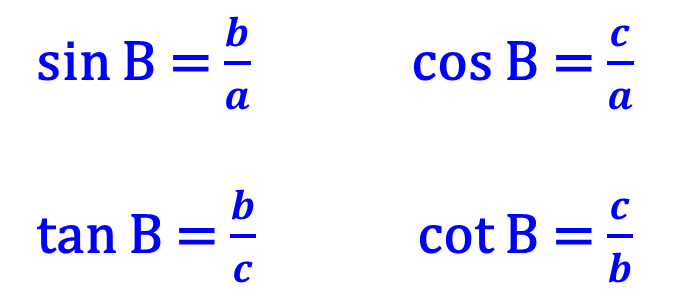 sin B = b/a    cos B = c/a
tan B = b/c    cot B = c/b